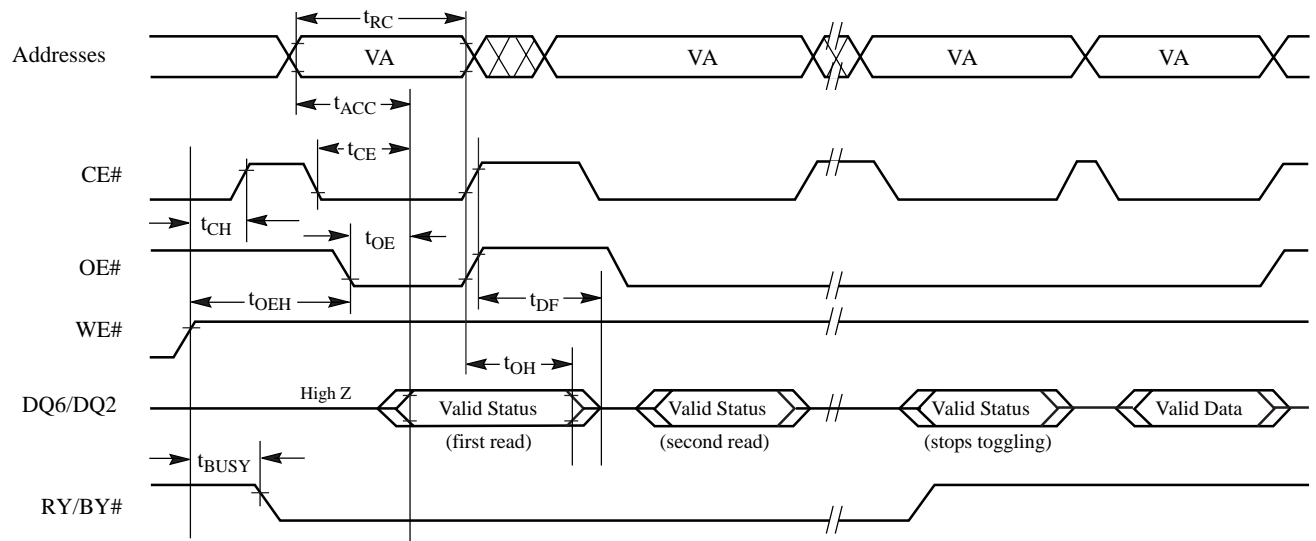 tRC
Addresses VA VA VA VA
tACC
tCE
CE#
tCH
tOE
OE#
tOEH
tDF
WE#
tOH
DQ6/DQ2 High Z Valid Status Valid Status Valid Status Valid Data
(first read) (second read) (stops toggling)
tBUSY
RY/BY#